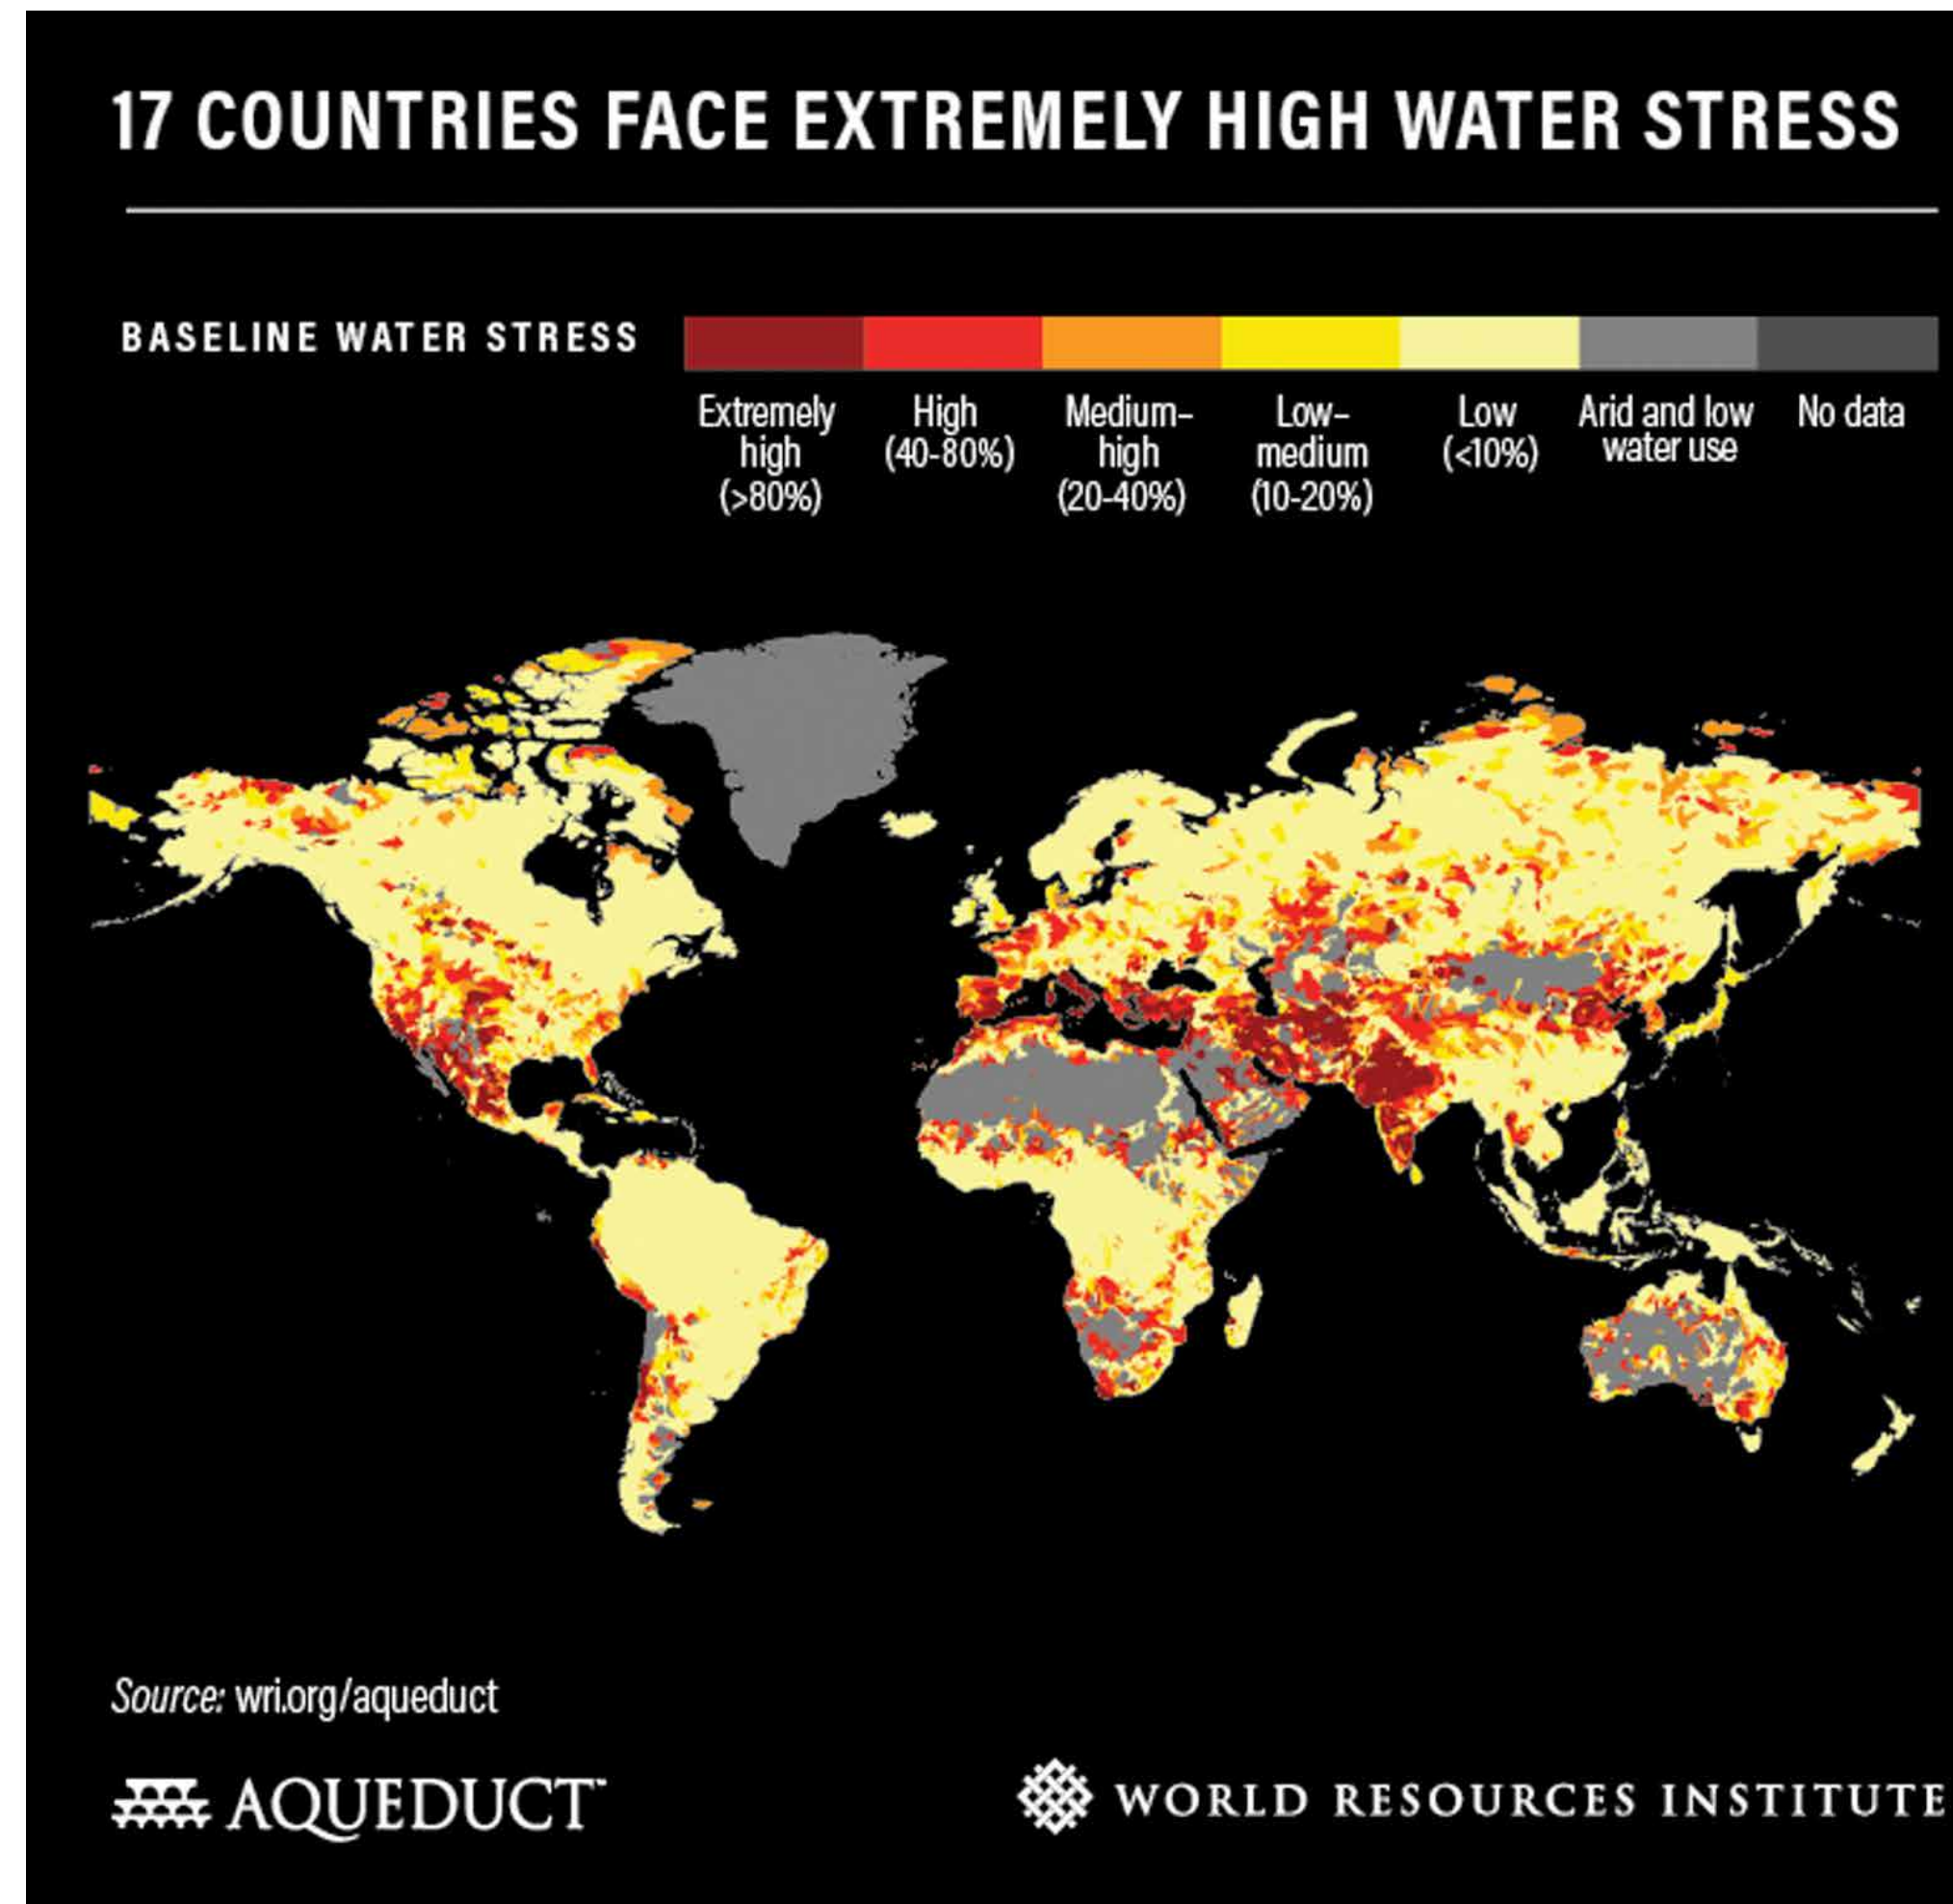 17 COUNTRIES FACE EXTREMELY HIGH WATER STRESS
BASELINE WATER STRESS
Extremely
high
(>80%)
High
(40-80%)
Medium–
high
(20-40%)
Low–
medium
(10-20%)
Low
(<10%)
Arid and low
water use
No data
Source: wri.org/aqueduct
AQUEDUCT™
WORLD RESOURCES INSTITUTE